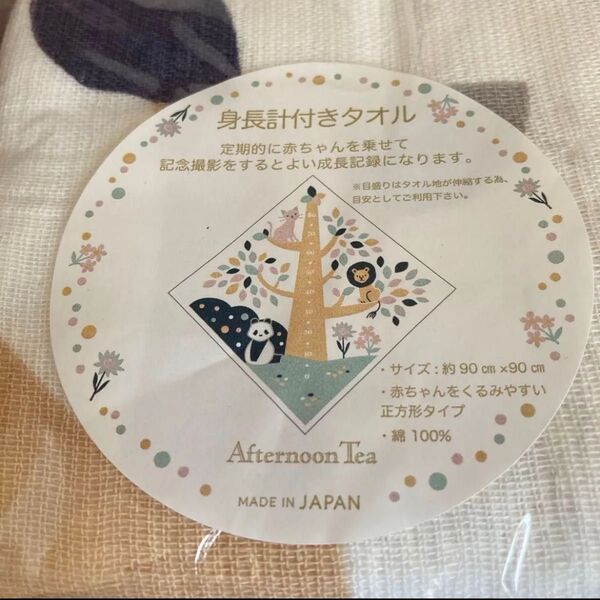 身長計付きタオル
定期的に赤ちゃんを乗せて
記念撮影をするとよい成長記録になります。
※目盛りはタオル地が伸縮する為、
目安としてご利用下さい。
・サイズ：約90㎝×90㎝
・赤ちゃんをくるみやすい
正方形タイプ
・綿 100%
Afternoon Tea
MADE IN JAPAN